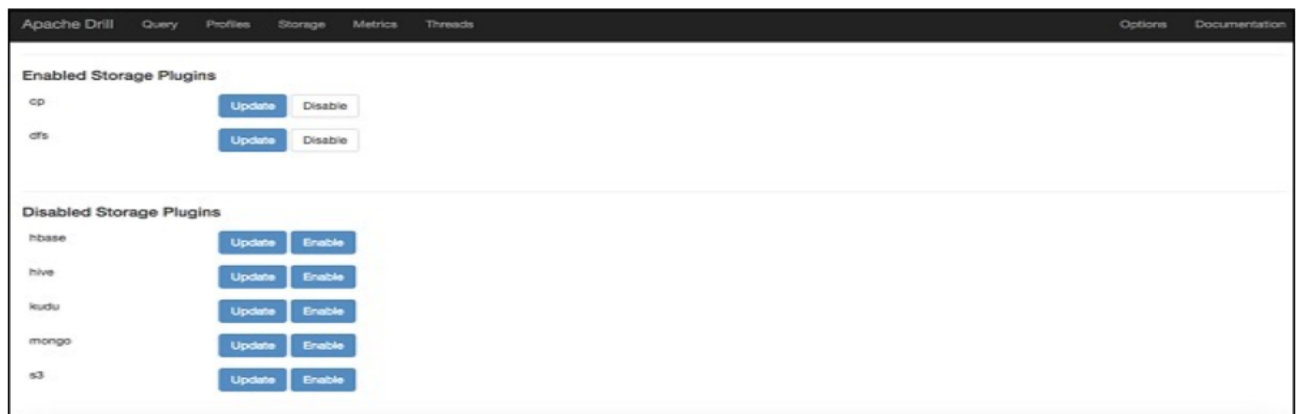 Apache Drill Query Profiles Storage Metrics Threads Options Documentation
Enabled Storage Plugins
cp Update Disable
dfs Update Disable
Disabled Storage Plugins
hbase Update Enable
hive Update Enable
kudu Update Enable
mongo Update Enable
s3 Update Enable